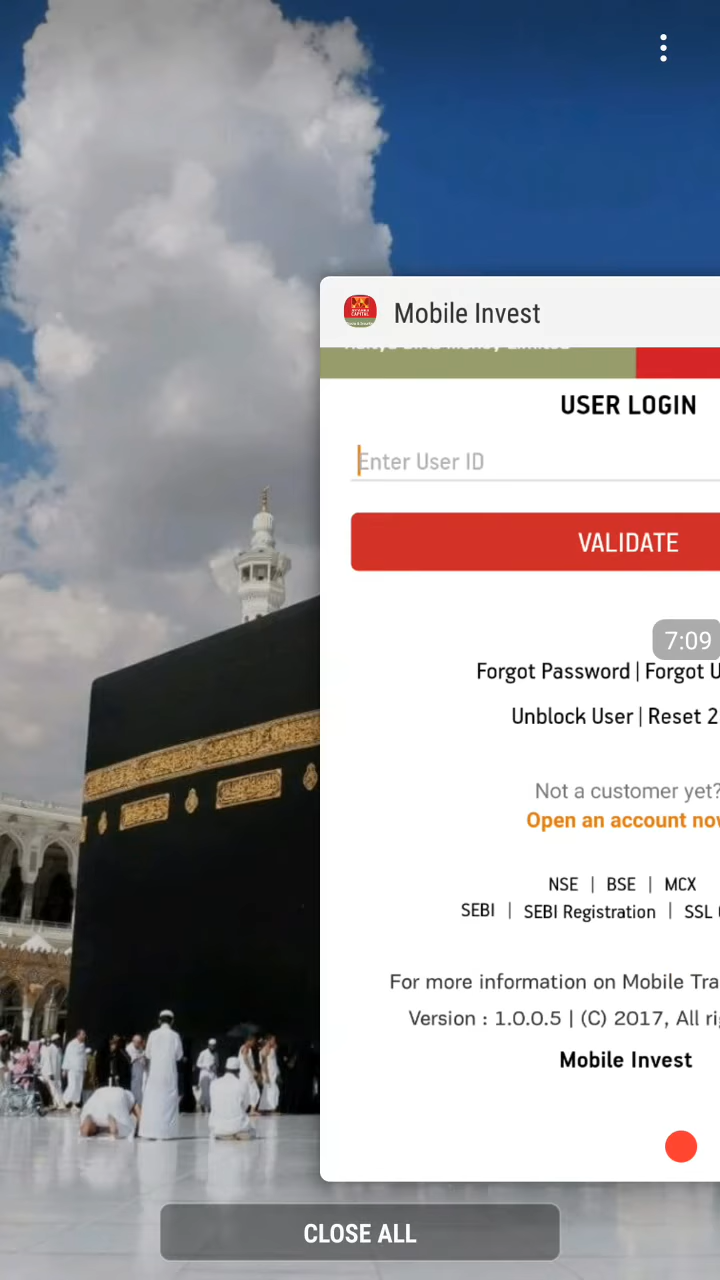 Mobile Invest
USER LOGIN
Enter User ID
VALIDATE
7:09
Forgot Password | Forgot U
Unblock User | Reset 2
Not a customer yet?
Open an account now
NSE | BSE | MCX
SEBI | SEBI Registration | SSL
For more information on Mobile Tra
Version : 1.0.0.5 | (C) 2017, All rig
Mobile Invest
CLOSE ALL